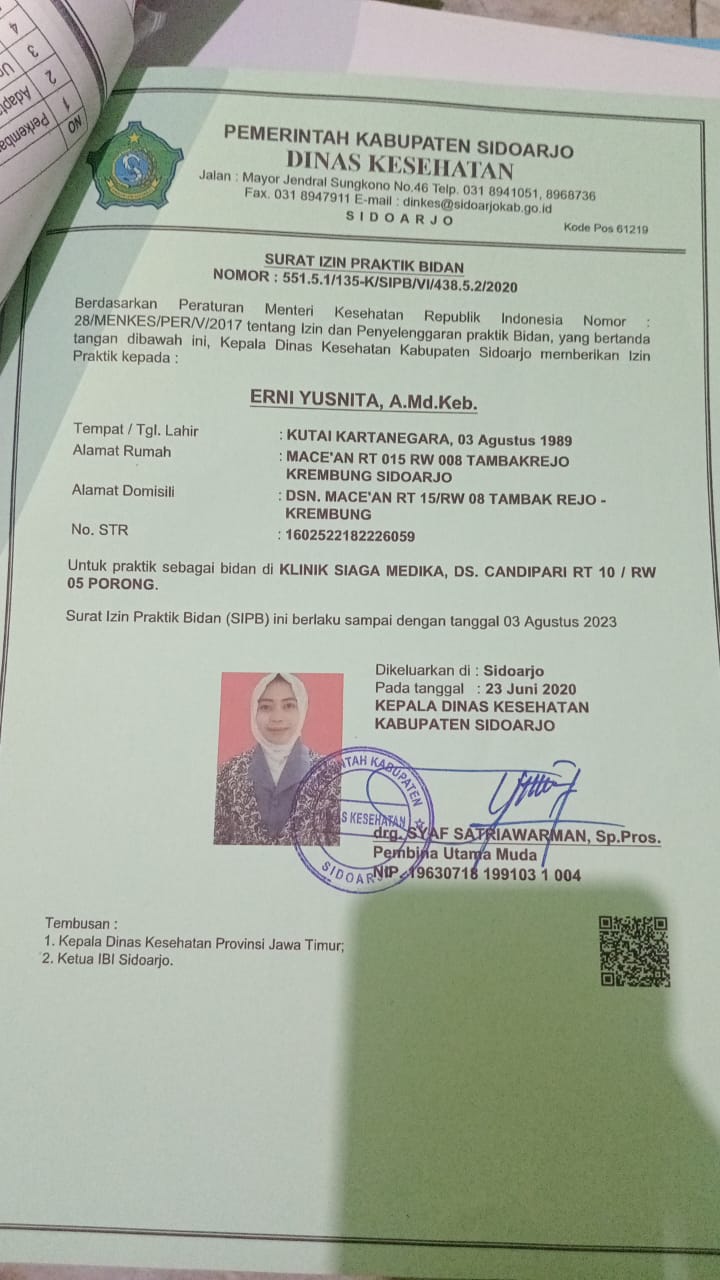 NO
1 Perkemba
2 Adapt
3 Un
4
PEMERINTAH KABUPATEN SIDOARJO
DINAS KESEHATAN
Jalan : Mayor Jendral Sungkono No.46 Telp. 031 8941051, 8968736
Fax. 031 8947911 E-mail : dinkes@sidoarjokab.go.id
S I D O A R J O
Kode Pos 61219
SURAT IZIN PRAKTIK BIDAN
NOMOR : 551.5.1/135-K/SIPB/VI/438.5.2/2020
Berdasarkan Peraturan Menteri Kesehatan Republik Indonesia Nomor :
28/MENKES/PER/V/2017 tentang Izin dan Penyelenggaran praktik Bidan, yang bertanda
tangan dibawah ini, Kepala Dinas Kesehatan Kabupaten Sidoarjo memberikan Izin
Praktik kepada :
ERNI YUSNITA, A.Md.Keb.
Tempat / Tgl. Lahir : KUTAI KARTANEGARA, 03 Agustus 1989
Alamat Rumah : MACE'AN RT 015 RW 008 TAMBAKREJO
KREMBUNG SIDOARJO
Alamat Domisili : DSN. MACE'AN RT 15/RW 08 TAMBAK REJO -
KREMBUNG
No. STR : 1602522182226059
Untuk praktik sebagai bidan di KLINIK SIAGA MEDIKA, DS. CANDIPARI RT 10 / RW
05 PORONG.
Surat Izin Praktik Bidan (SIPB) ini berlaku sampai dengan tanggal 03 Agustus 2023
Dikeluarkan di : Sidoarjo
Pada tanggal : 23 Juni 2020
KEPALA DINAS KESEHATAN
KABUPATEN SIDOARJO
drg. SYAF SATRIAWARMAN, Sp.Pros.
Pembina Utama Muda
NIP. 19630718 199103 1 004
NTAH KABUPATEN
S KESEHATAN
SIDOARJ
Tembusan :
1. Kepala Dinas Kesehatan Provinsi Jawa Timur;
2. Ketua IBI Sidoarjo.